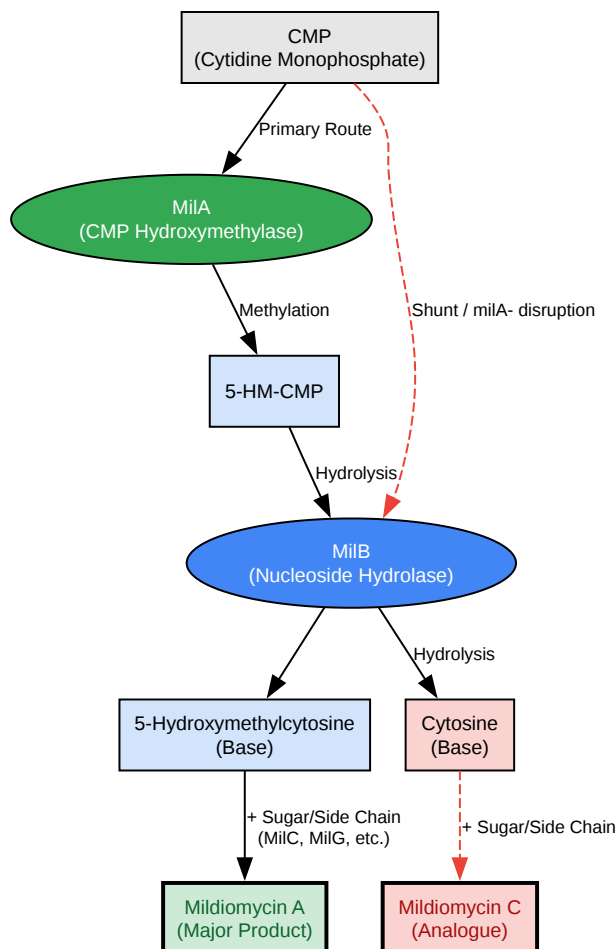 CMP
(Cytidine Monophosphate)
Primary Route
MilA
(CMP Hydroxymethylase)
Methylation
Shunt / milA- disruption
5-HM-CMP
Hydrolysis
MilB
(Nucleoside Hydrolase)
Hydrolysis
5-Hydroxymethylcytosine
(Base)
Cytosine
(Base)
+ Sugar/Side Chain
(MilC, MilG, etc.)
+ Sugar/Side Chain
Mildiomycin A
(Major Product)
Mildiomycin C
(Analogue)